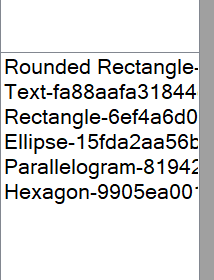 Rounded Rectangle-
Text-fa88aafa31844
Rectangle-6ef4a6d0
Ellipse-15fda2aa56b
Parallelogram-81942
Hexagon-9905ea001